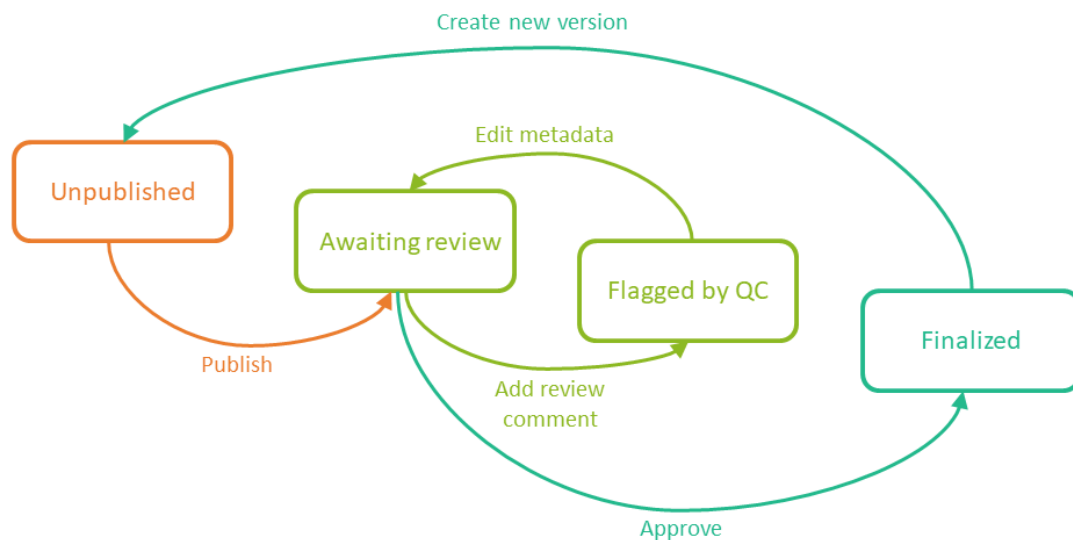 Create new version
Edit metadata
Unpublished
Awaiting review
Flagged by QC
Finalized
Publish
Add review
comment
Approve